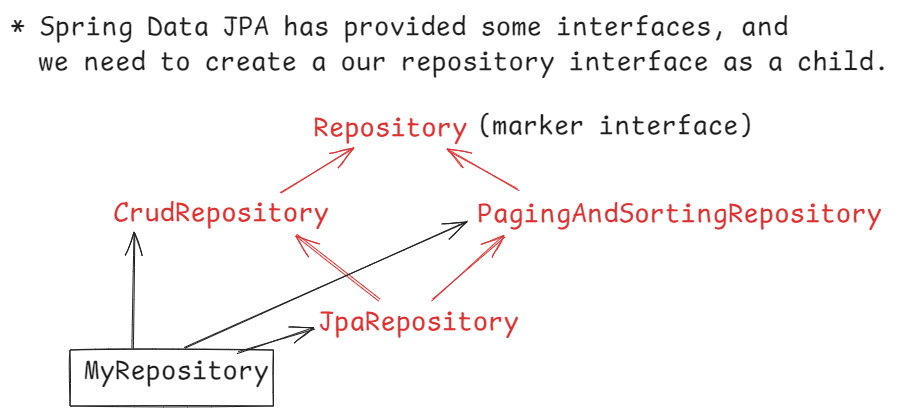 * Spring Data JPA has provided some interfaces, and
we need to create a our repository interface as a child.
Repository (marker interface)
CrudRepository
PagingAndSortingRepository
JpaRepository
MyRepository